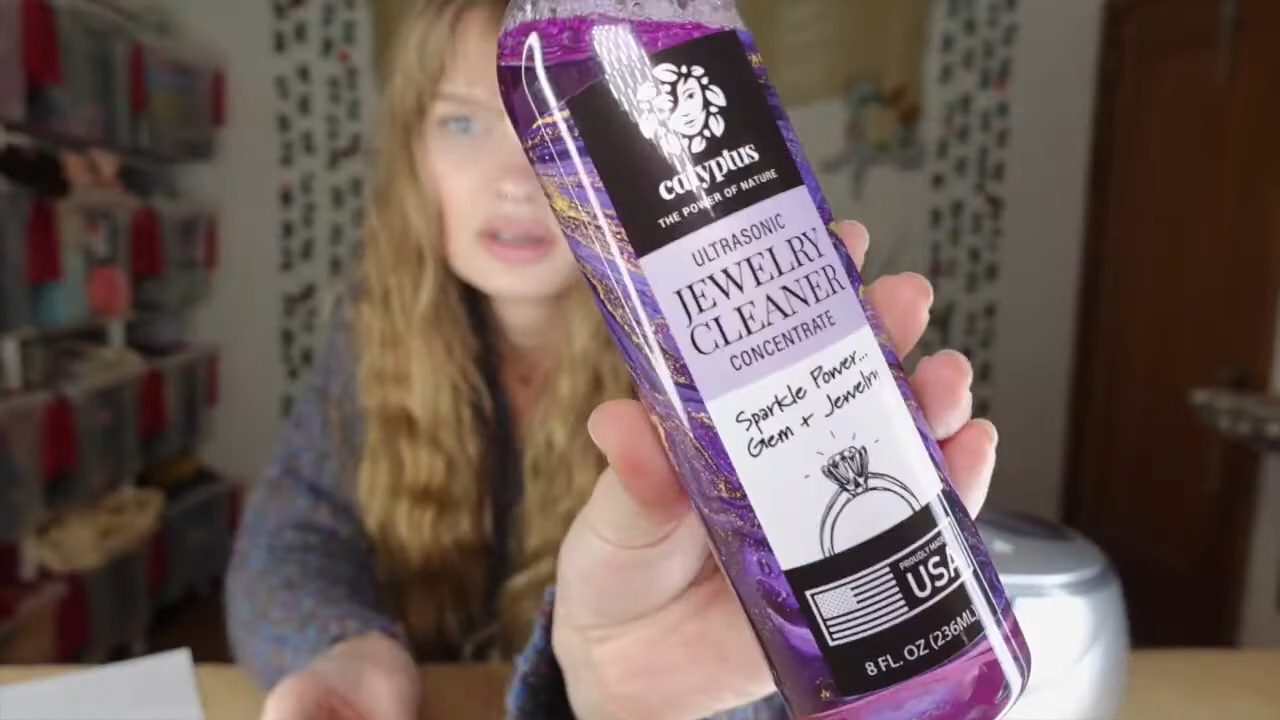 calyptus
THE POWER OF NATURE
ULTRASONIC
JEWELRY
CLEANER
CONCENTRATE
Sparkle Power...
Gem + Jewelry
PROUDLY MADE
USA
8 FL. OZ (236ML)